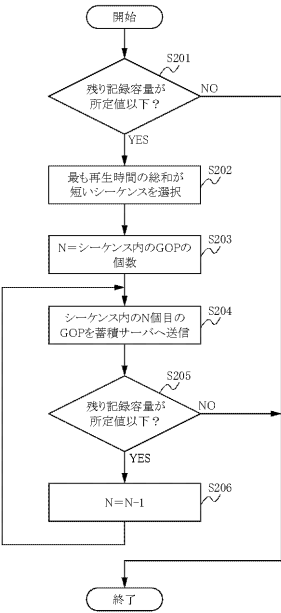 開始
S201
残り記録容量が
所定値以下？
NO
YES
S202
最も再生時間の総和が
短いシーケンスを選択
S203
N＝シーケンス内のGOPの
個数
S204
シーケンス内のN個目の
GOPを蓄積サーバへ送信
S205
残り記録容量が
所定値以下？
NO
YES
S206
N＝N-1
終了